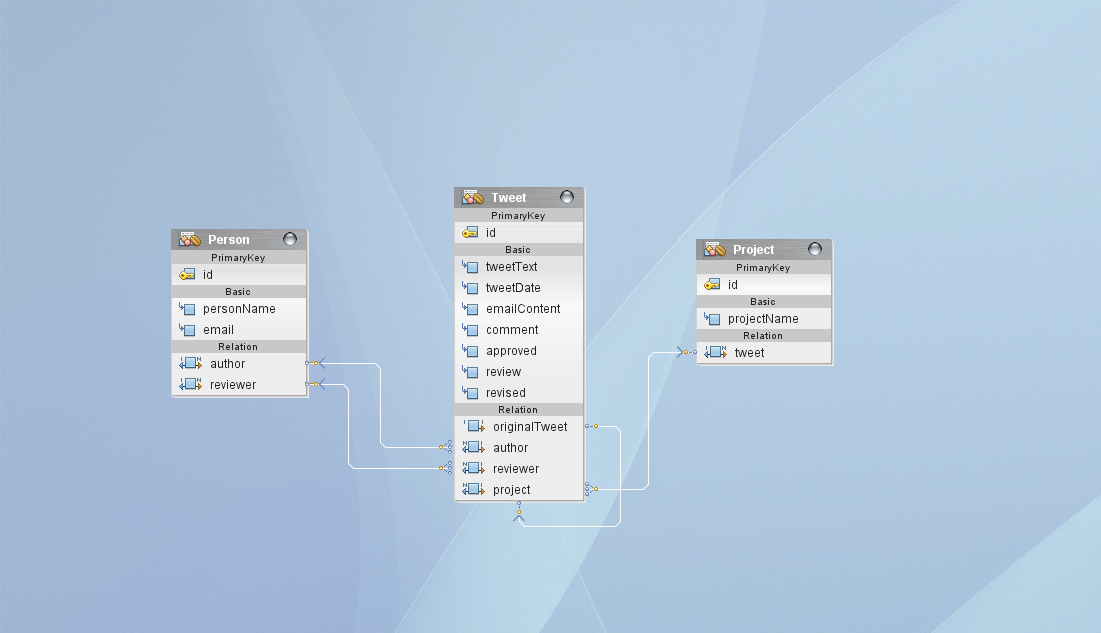 Person
PrimaryKey
id
Basic
personName
email
Relation
author
reviewer
Tweet
PrimaryKey
id
Basic
tweetText
tweetDate
emailContent
comment
approved
review
revised
Relation
originalTweet
author
reviewer
project
Project
PrimaryKey
id
Basic
projectName
Relation
tweet